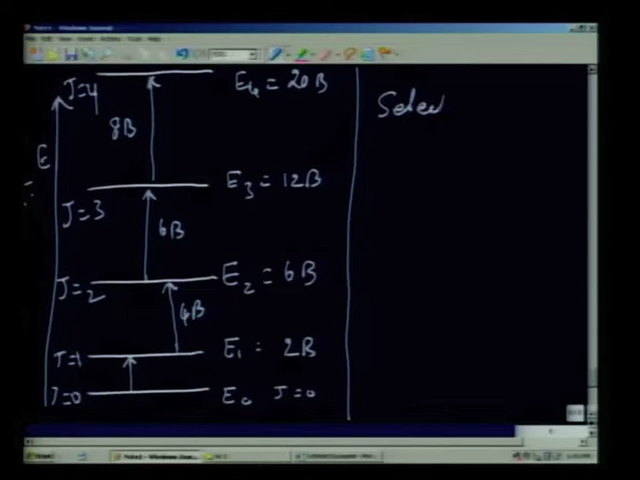 J=4 E4 = 20B
8B
E
J=3 E3 = 12B
6B
J=2 E2 = 6B
4B
J=1 E1 = 2B
J=0 E0 J=0
Selec